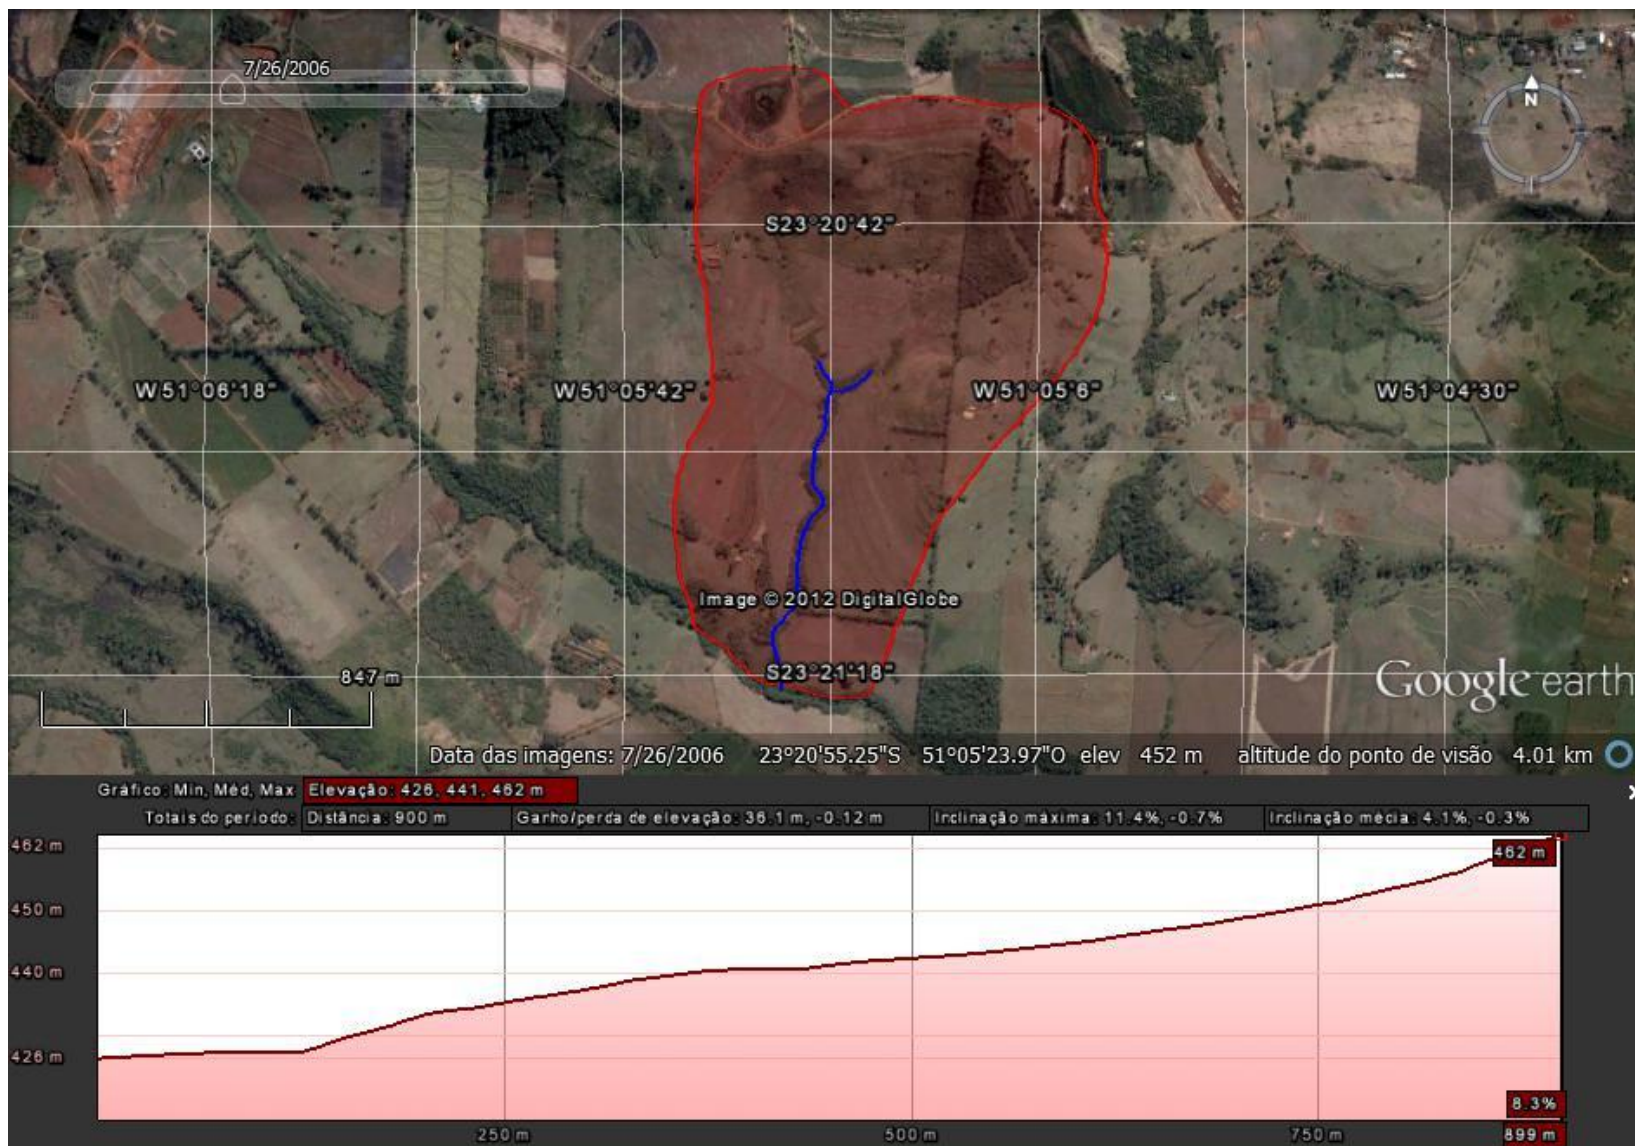 7/26/2006
N
S23°20'42"
W51°06'18"
W51°05'42"
W51°05'6"
W51°04'30"
Image © 2012 DigitalGlobe
S23°21'18"
847 m
Google earth
Data das imagens: 7/26/2006 23°20'55.25"S 51°05'23.97"O elev 452 m altitude do ponto de visão 4.01 km
Gráfico: Min, Méd, Max Elevação: 426, 441, 462 m
Totais do período: Distância: 900 m Ganho/perda de elevação: 36.1 m, -0.12 m Inclinação máxima: 11.4%, -0.7% Inclinação média: 4.1%, -0.3%
462 m
462 m
450 m
440 m
426 m
8.3%
250 m
500 m
750 m
899 m